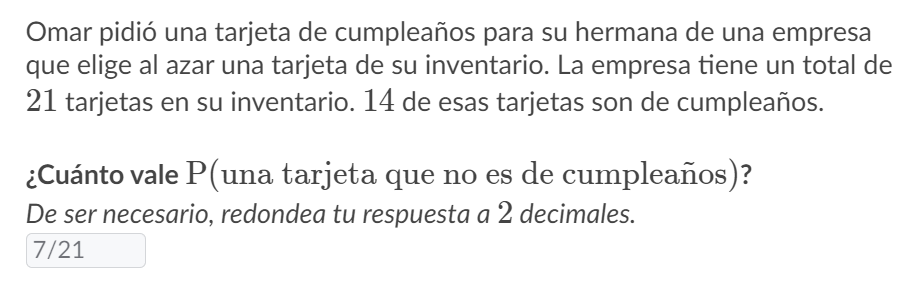 Omar pidió una tarjeta de cumpleaños para su hermana de una empresa
que elige al azar una tarjeta de su inventario. La empresa tiene un total de
21 tarjetas en su inventario. 14 de esas tarjetas son de cumpleaños.
¿Cuánto vale P(una tarjeta que no es de cumpleaños)?
De ser necesario, redondea tu respuesta a 2 decimales.
7/21